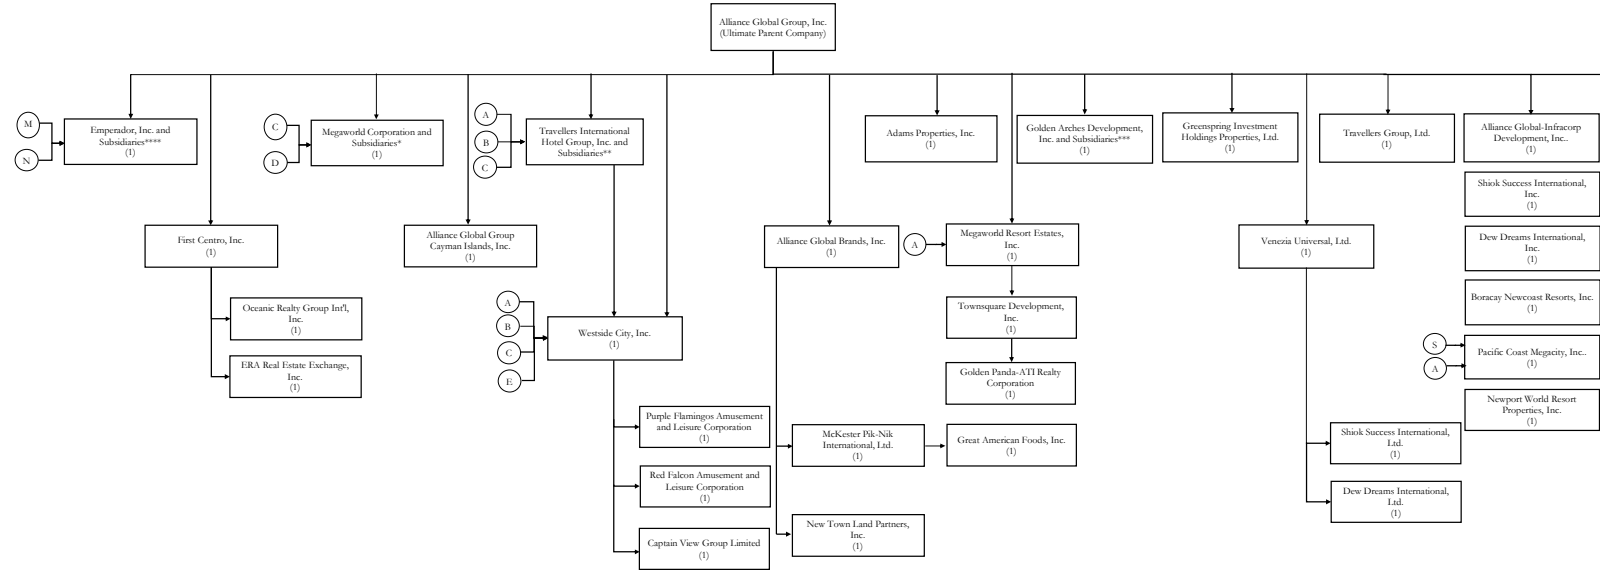 Alliance Global Group, Inc.
(Ultimate Parent Company)
M
N
Emperador, Inc. and
Subsidiaries****
(1)
C
D
Megaworld Corporation and
Subsidiaries*
(1)
A
B
C
Travellers International
Hotel Group, Inc. and
Subsidiaries**
Adams Properties, Inc.
(1)
Golden Arches Development,
Inc. and Subsidiaries***
(1)
Greenspring Investment
Holdings Properties, Ltd.
(1)
Travellers Group, Ltd.
(1)
Alliance Global-Infracorp
Development, Inc..
(1)
Shiok Success International,
Inc.
(1)
Dew Dreams International,
Inc.
(1)
Boracay Newcoast Resorts, Inc.
(1)
S
A
Pacific Coast Megacity, Inc..
(1)
Newport World Resort
Properties, Inc.
(1)
First Centro, Inc.
(1)
Alliance Global Group
Cayman Islands, Inc.
(1)
Alliance Global Brands, Inc.
(1)
A
Megaworld Resort Estates,
Inc.
(1)
Venezia Universal, Ltd.
(1)
Oceanic Realty Group Int'l,
Inc.
(1)
ERA Real Estate Exchange,
Inc.
(1)
A
B
C
E
Westside City, Inc.
(1)
Townsquare Development,
Inc.
(1)
Golden Panda-ATI Realty
Corporation
(1)
Purple Flamingos Amusement
and Leisure Corporation
(1)
Red Falcon Amusement and
Leisure Corporation
(1)
Captain View Group Limited
(1)
McKester Pik-Nik
International, Ltd.
(1)
Great American Foods, Inc.
(1)
New Town Land Partners,
Inc.
(1)
Shiok Success International,
Ltd.
(1)
Dew Dreams International,
Ltd.
(1)